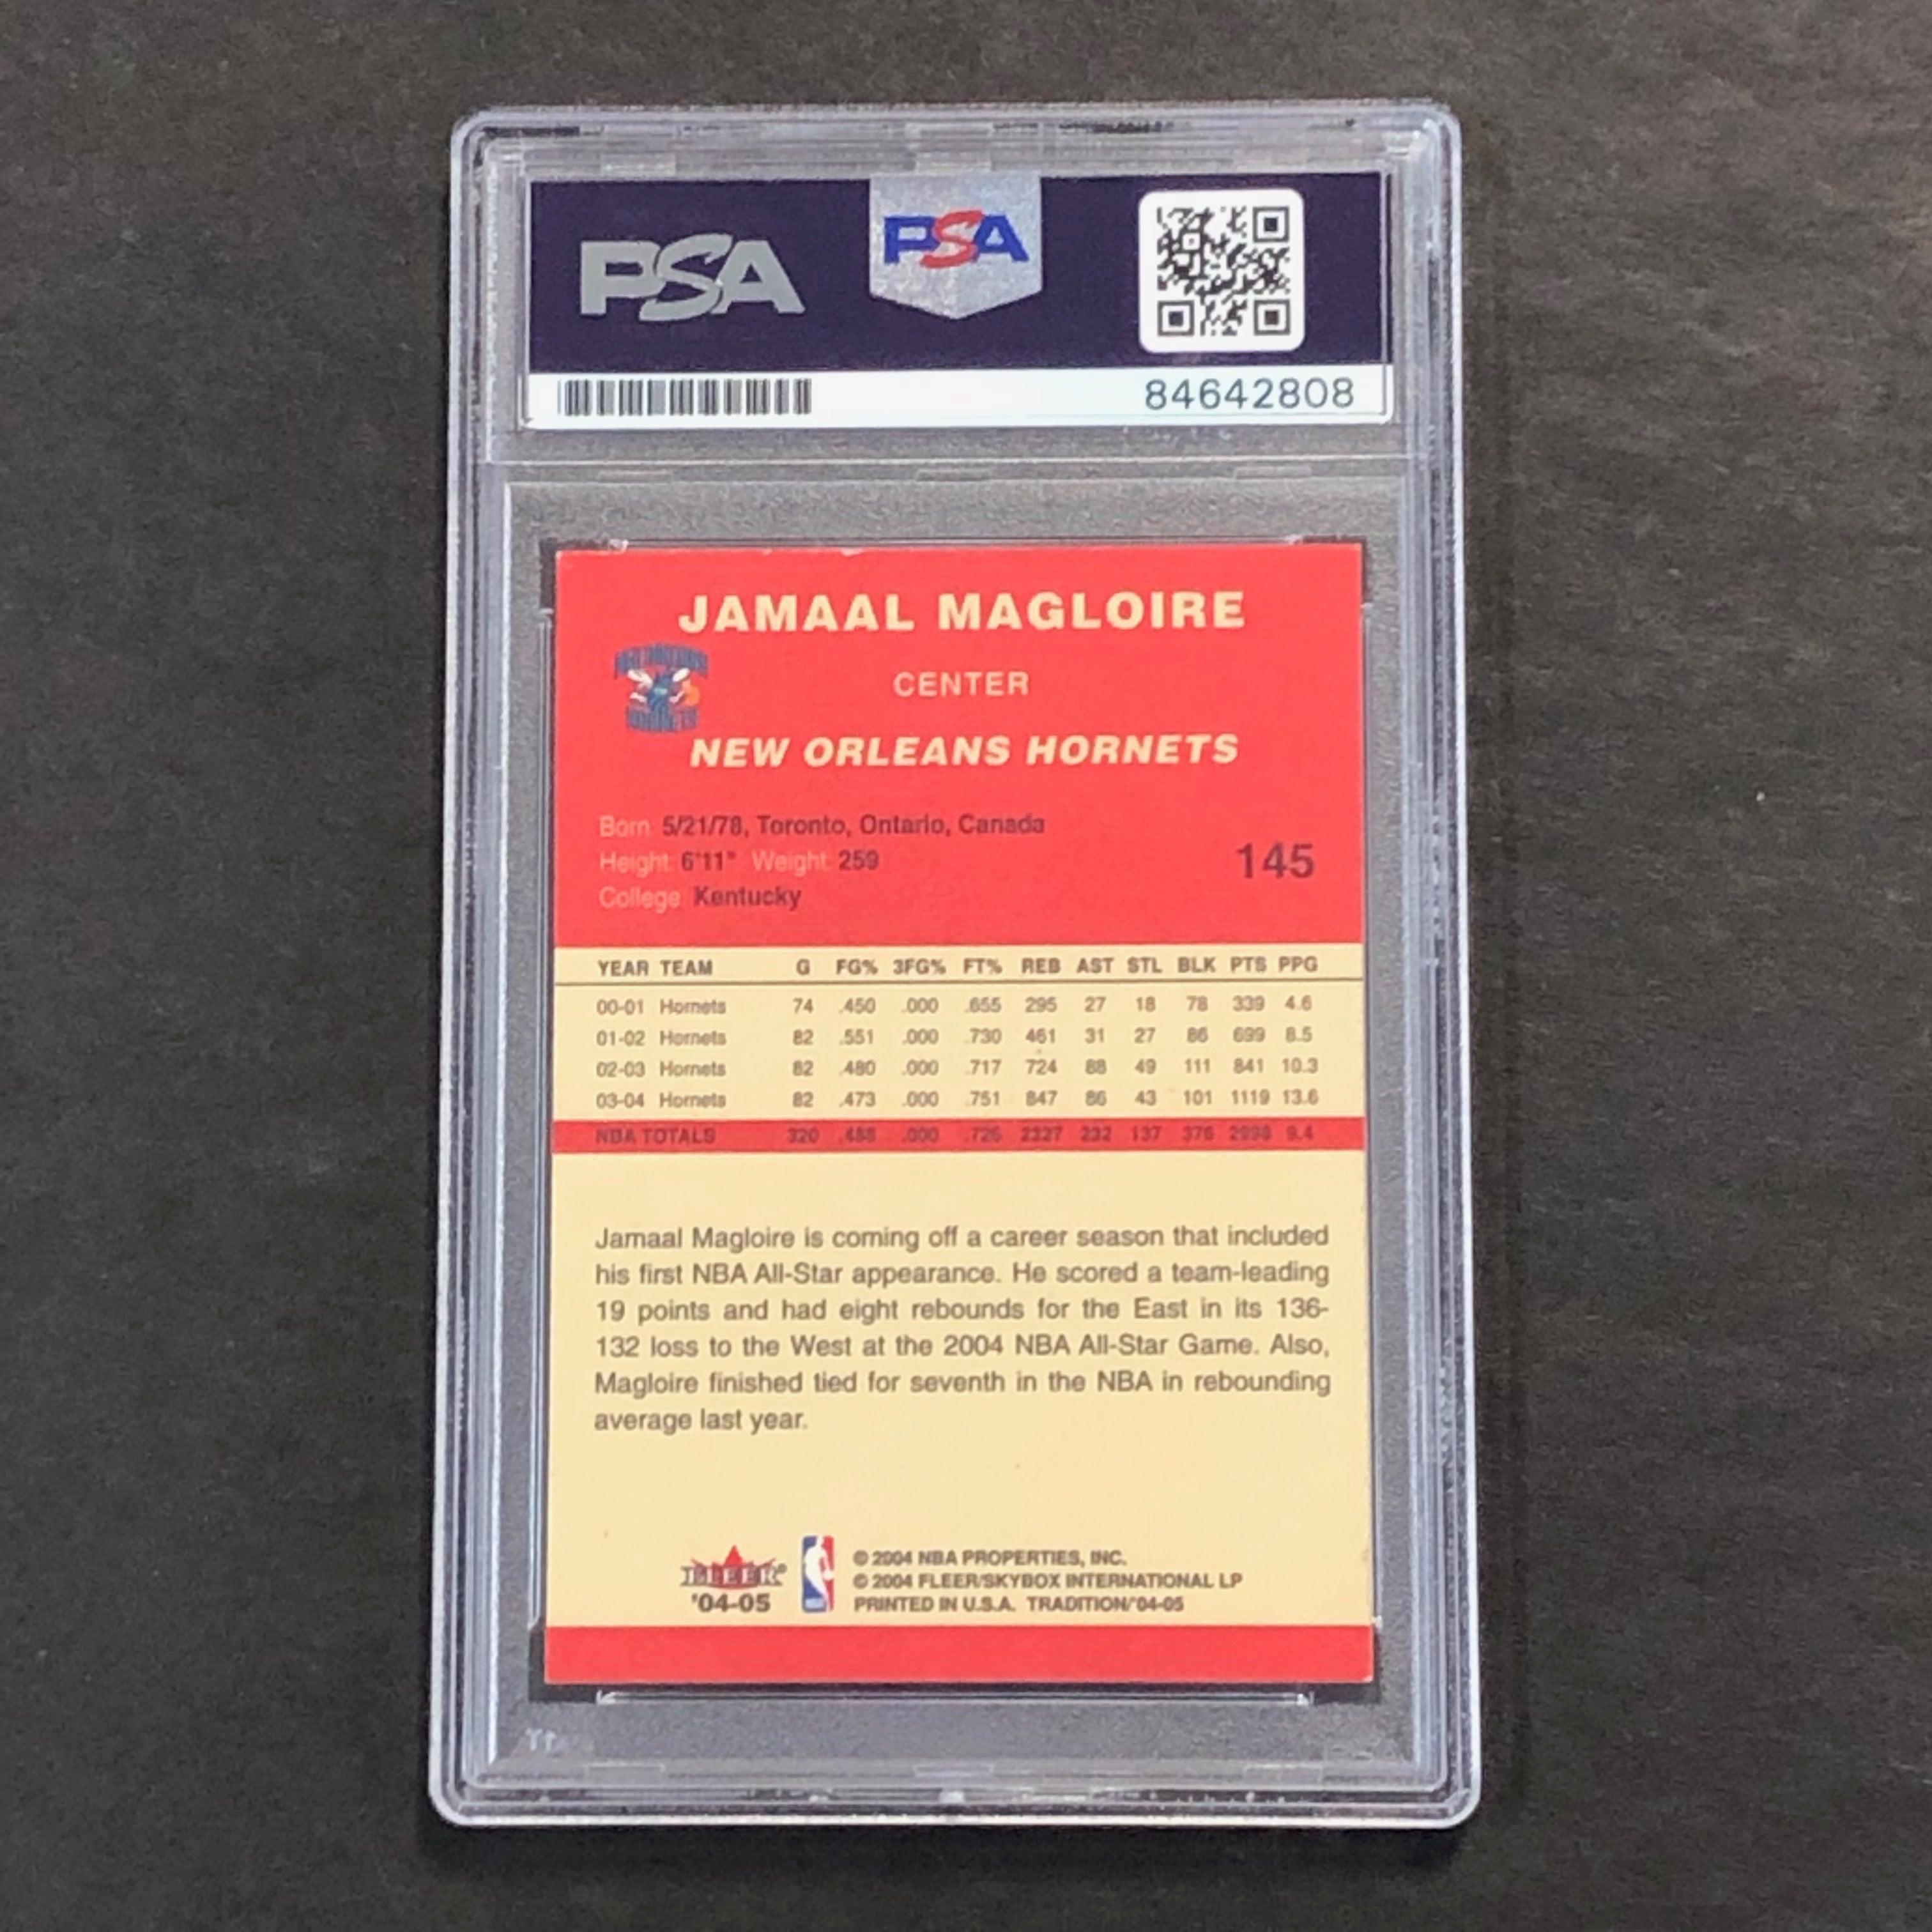 PSA
PSA
84642808
JAMAAL MAGLOIRE
CENTER
NEW ORLEANS HORNETS
Born 5/21/78, Toronto, Ontario, Canada
Height 6'11" Weight 259
145
College Kentucky
YEAR TEAM G FG% 3FG% FT% REB AST STL BLK PTS PPG
00-01 Hornets 74 .450 .000 .655 295 27 18 78 339 4.6
01-02 Hornets 82 .551 .000 .730 461 31 27 86 699 8.5
02-03 Hornets 82 .480 .000 .717 724 88 49 111 841 10.3
03-04 Hornets 82 .473 .000 .751 847 86 43 101 1119 13.6
NBA TOTALS 320 .488 .000 .726 2327 232 137 376 2998 9.4
Jamaal Magloire is coming off a career season that included
his first NBA All-Star appearance. He scored a team-leading
19 points and had eight rebounds for the East in its 136-
132 loss to the West at the 2004 NBA All-Star Game. Also,
Magloire finished tied for seventh in the NBA in rebounding
average last year.
FLEER®
'04-05
© 2004 NBA PROPERTIES, INC.
© 2004 FLEER/SKYBOX INTERNATIONAL LP
PRINTED IN U.S.A. TRADITION/'04-05